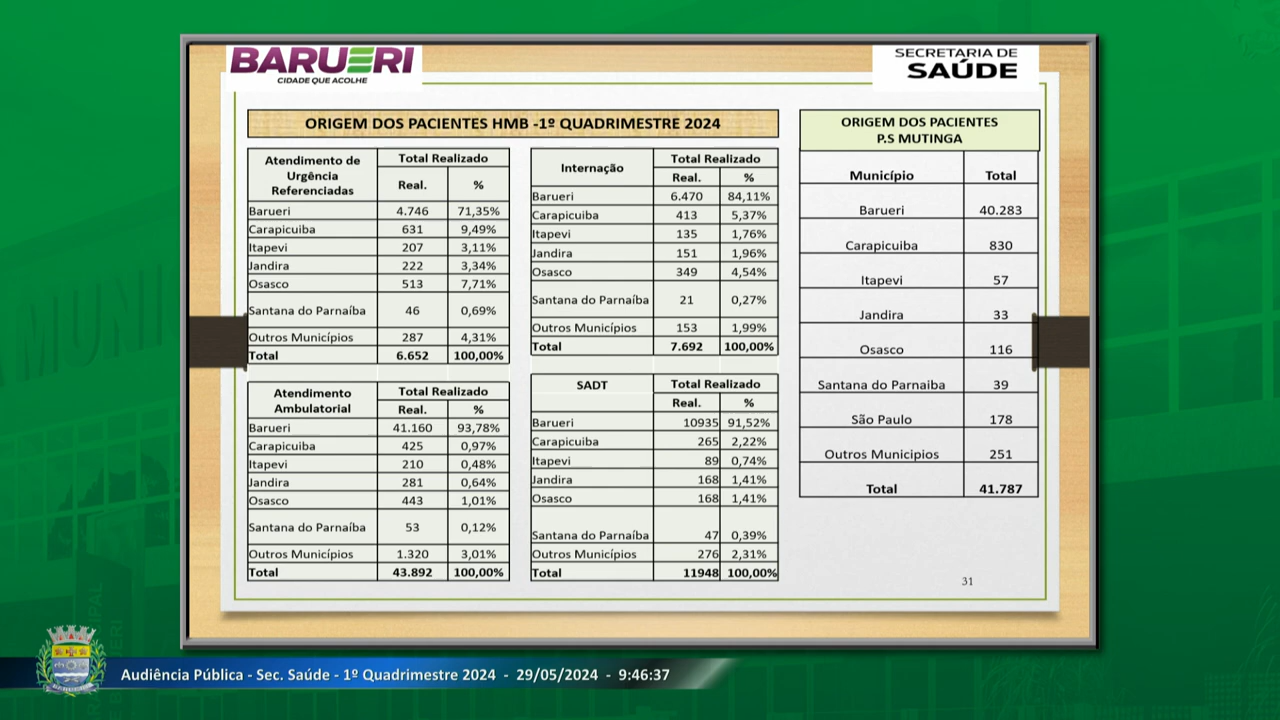 BARUERI
CIDADE QUE ACOLHE
SECRETARIA DE
SAÚDE
ORIGEM DOS PACIENTES HMB -1º QUADRIMESTRE 2024
Atendimento de Urgência Referenciadas Total Realizado
Real. %
Barueri 4.746 71,35%
Carapicuiba 631 9,49%
Itapevi 207 3,11%
Jandira 222 3,34%
Osasco 513 7,71%
Santana do Parnaíba 46 0,69%
Outros Municípios 287 4,31%
Total 6.652 100,00%
Internação Total Realizado
Real. %
Barueri 6.470 84,11%
Carapicuiba 413 5,37%
Itapevi 135 1,76%
Jandira 151 1,96%
Osasco 349 4,54%
Santana do Parnaíba 21 0,27%
Outros Municípios 153 1,99%
Total 7.692 100,00%
Atendimento Ambulatorial Total Realizado
Real. %
Barueri 41.160 93,78%
Carapicuiba 425 0,97%
Itapevi 210 0,48%
Jandira 281 0,64%
Osasco 443 1,01%
Santana do Parnaíba 53 0,12%
Outros Municípios 1.320 3,01%
Total 43.892 100,00%
SADT Total Realizado
Real. %
Barueri 10935 91,52%
Carapicuiba 265 2,22%
Itapevi 89 0,74%
Jandira 168 1,41%
Osasco 168 1,41%
Santana do Parnaíba 47 0,39%
Outros Municípios 276 2,31%
Total 11948 100,00%
ORIGEM DOS PACIENTES
P.S MUTINGA
Município Total
Barueri 40.283
Carapicuiba 830
Itapevi 57
Jandira 33
Osasco 116
Santana do Parnaiba 39
São Paulo 178
Outros Municipios 251
Total 41.787
31
Audiência Pública - Sec. Saúde - 1º Quadrimestre 2024 - 29/05/2024 - 9:46:37